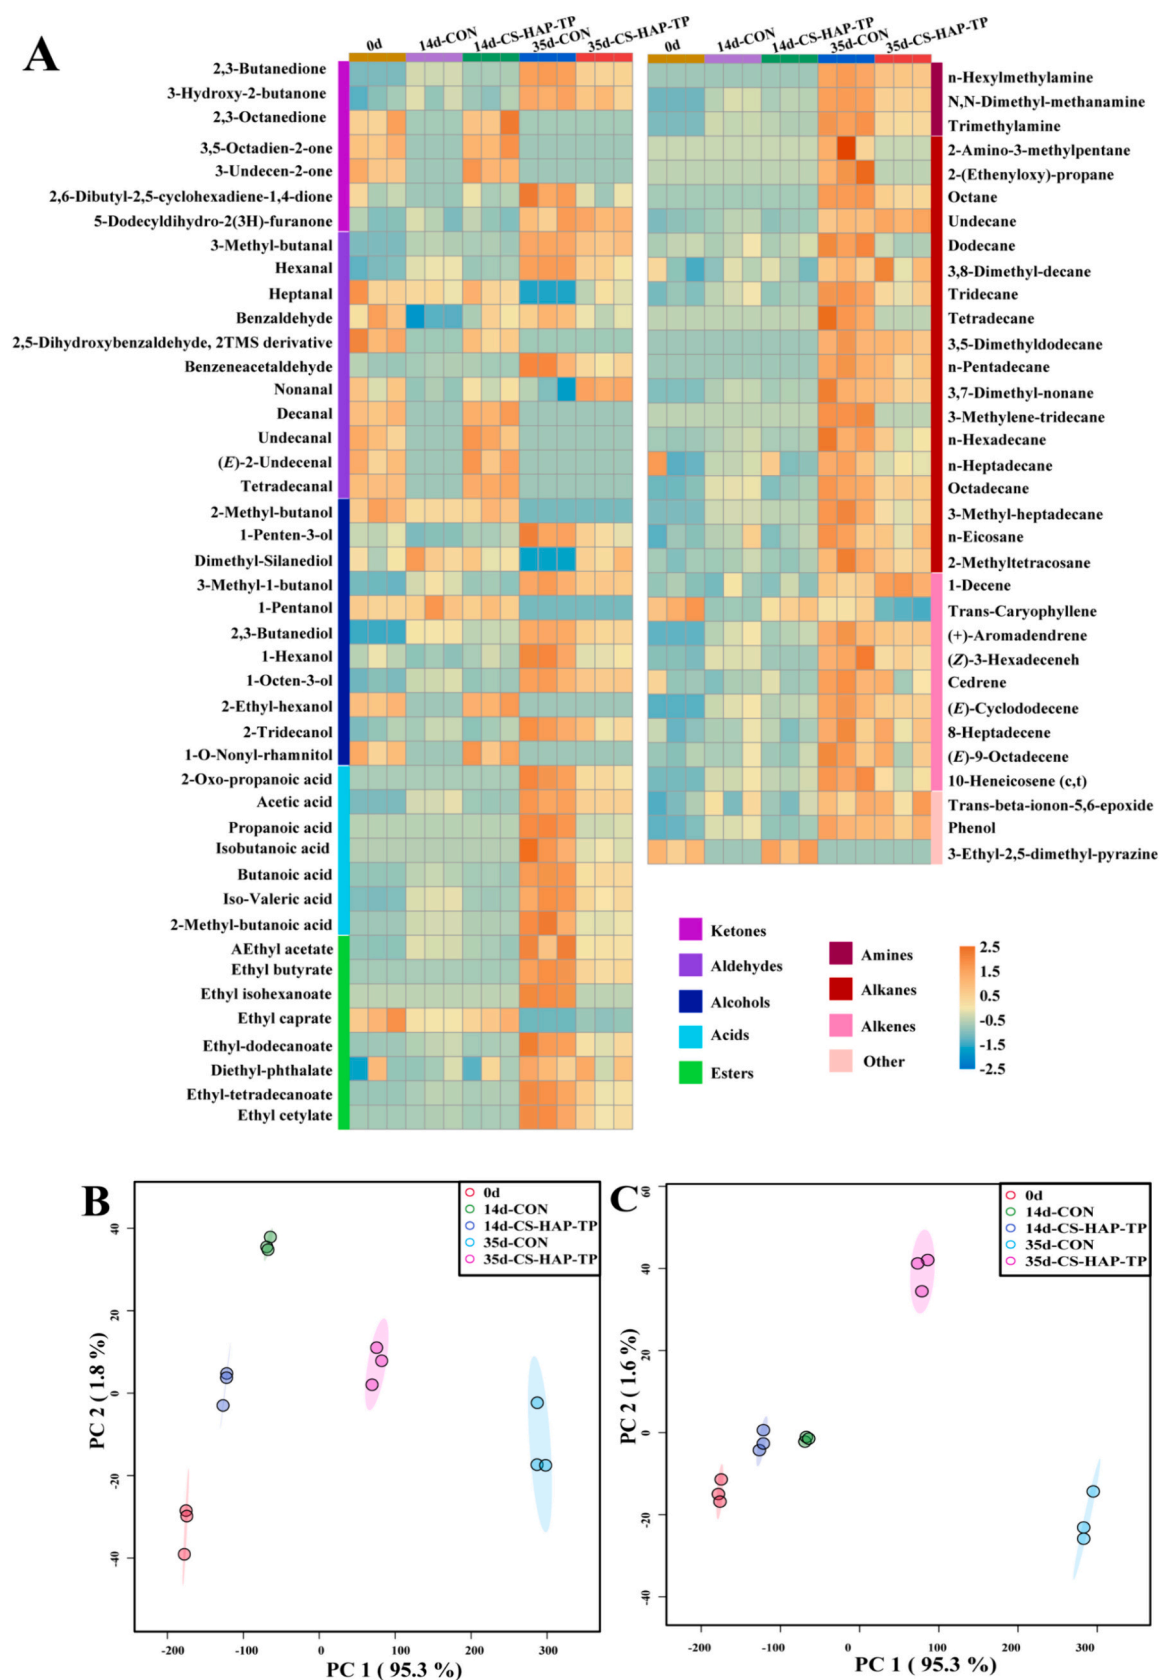 A
0d 14d-CON 14d-CS-HAP-TP 35d-CON 35d-CS-HAP-TP
2,3-Butanedione
3-Hydroxy-2-butanone
2,3-Octanedione
3,5-Octadien-2-one
3-Undecen-2-one
2,6-Dibutyl-2,5-cyclohexadiene-1,4-dione
5-Dodecyldihydro-2(3H)-furanone
3-Methyl-butanal
Hexanal
Heptanal
Benzaldehyde
2,5-Dihydroxybenzaldehyde, 2TMS derivative
Benzeneacetaldehyde
Nonanal
Decanal
Undecanal
(E)-2-Undecenal
Tetradecanal
2-Methyl-butanol
1-Penten-3-ol
Dimethyl-Silanediol
3-Methyl-1-butanol
1-Pentanol
2,3-Butanediol
1-Hexanol
1-Octen-3-ol
2-Ethyl-hexanol
2-Tridecanol
1-O-Nonyl-rhamnitol
2-Oxo-propanoic acid
Acetic acid
Propanoic acid
Isobutanoic acid
Butanoic acid
Iso-Valeric acid
2-Methyl-butanoic acid
AEthyl acetate
Ethyl butyrate
Ethyl isohexanoate
Ethyl caprate
Ethyl-dodecanoate
Diethyl-phthalate
Ethyl-tetradecanoate
Ethyl cetylate
0d 14d-CON 14d-CS-HAP-TP 35d-CON 35d-CS-HAP-TP
n-Hexylmethylamine
N,N-Dimethyl-methanamine
Trimethylamine
2-Amino-3-methylpentane
2-(Ethenyloxy)-propane
Octane
Undecane
Dodecane
3,8-Dimethyl-decane
Tridecane
Tetradecane
3,5-Dimethyldodecane
n-Pentadecane
3,7-Dimethyl-nonane
3-Methylene-tridecane
n-Hexadecane
n-Heptadecane
Octadecane
3-Methyl-heptadecane
n-Eicosane
2-Methyltetracosane
1-Decene
Trans-Caryophyllene
(+)-Aromadendrene
(Z)-3-Hexadeceneh
Cedrene
(E)-Cyclododecene
8-Heptadecene
(E)-9-Octadecene
10-Heneicosene (c,t)
Trans-beta-ionon-5,6-epoxide
Phenol
3-Ethyl-2,5-dimethyl-pyrazine
Ketones
Aldehydes
Alcohols
Acids
Esters
Amines
Alkanes
Alkenes
Other
2.5
1.5
0.5
-0.5
-1.5
-2.5
B
0d
14d-CON
14d-CS-HAP-TP
35d-CON
35d-CS-HAP-TP
PC 2 ( 1.8 %)
40
20
0
-20
-40
-200 -100 0 100 200 300
PC 1 ( 95.3 %)
C
0d
14d-CON
14d-CS-HAP-TP
35d-CON
35d-CS-HAP-TP
PC 2 ( 1.6 %)
60
40
20
0
-20
-40
-200 -100 0 100 200 300
PC 1 ( 95.3 %)